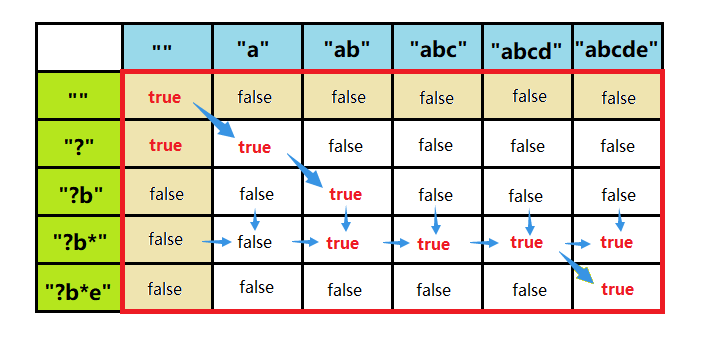 "" "a" "ab" "abc" "abcd" "abcde"
"" true false false false false false
"?" true true false false false false
"?b" false false true false false false
"?b*" false false true true true true
"?b*e" false false false false false true